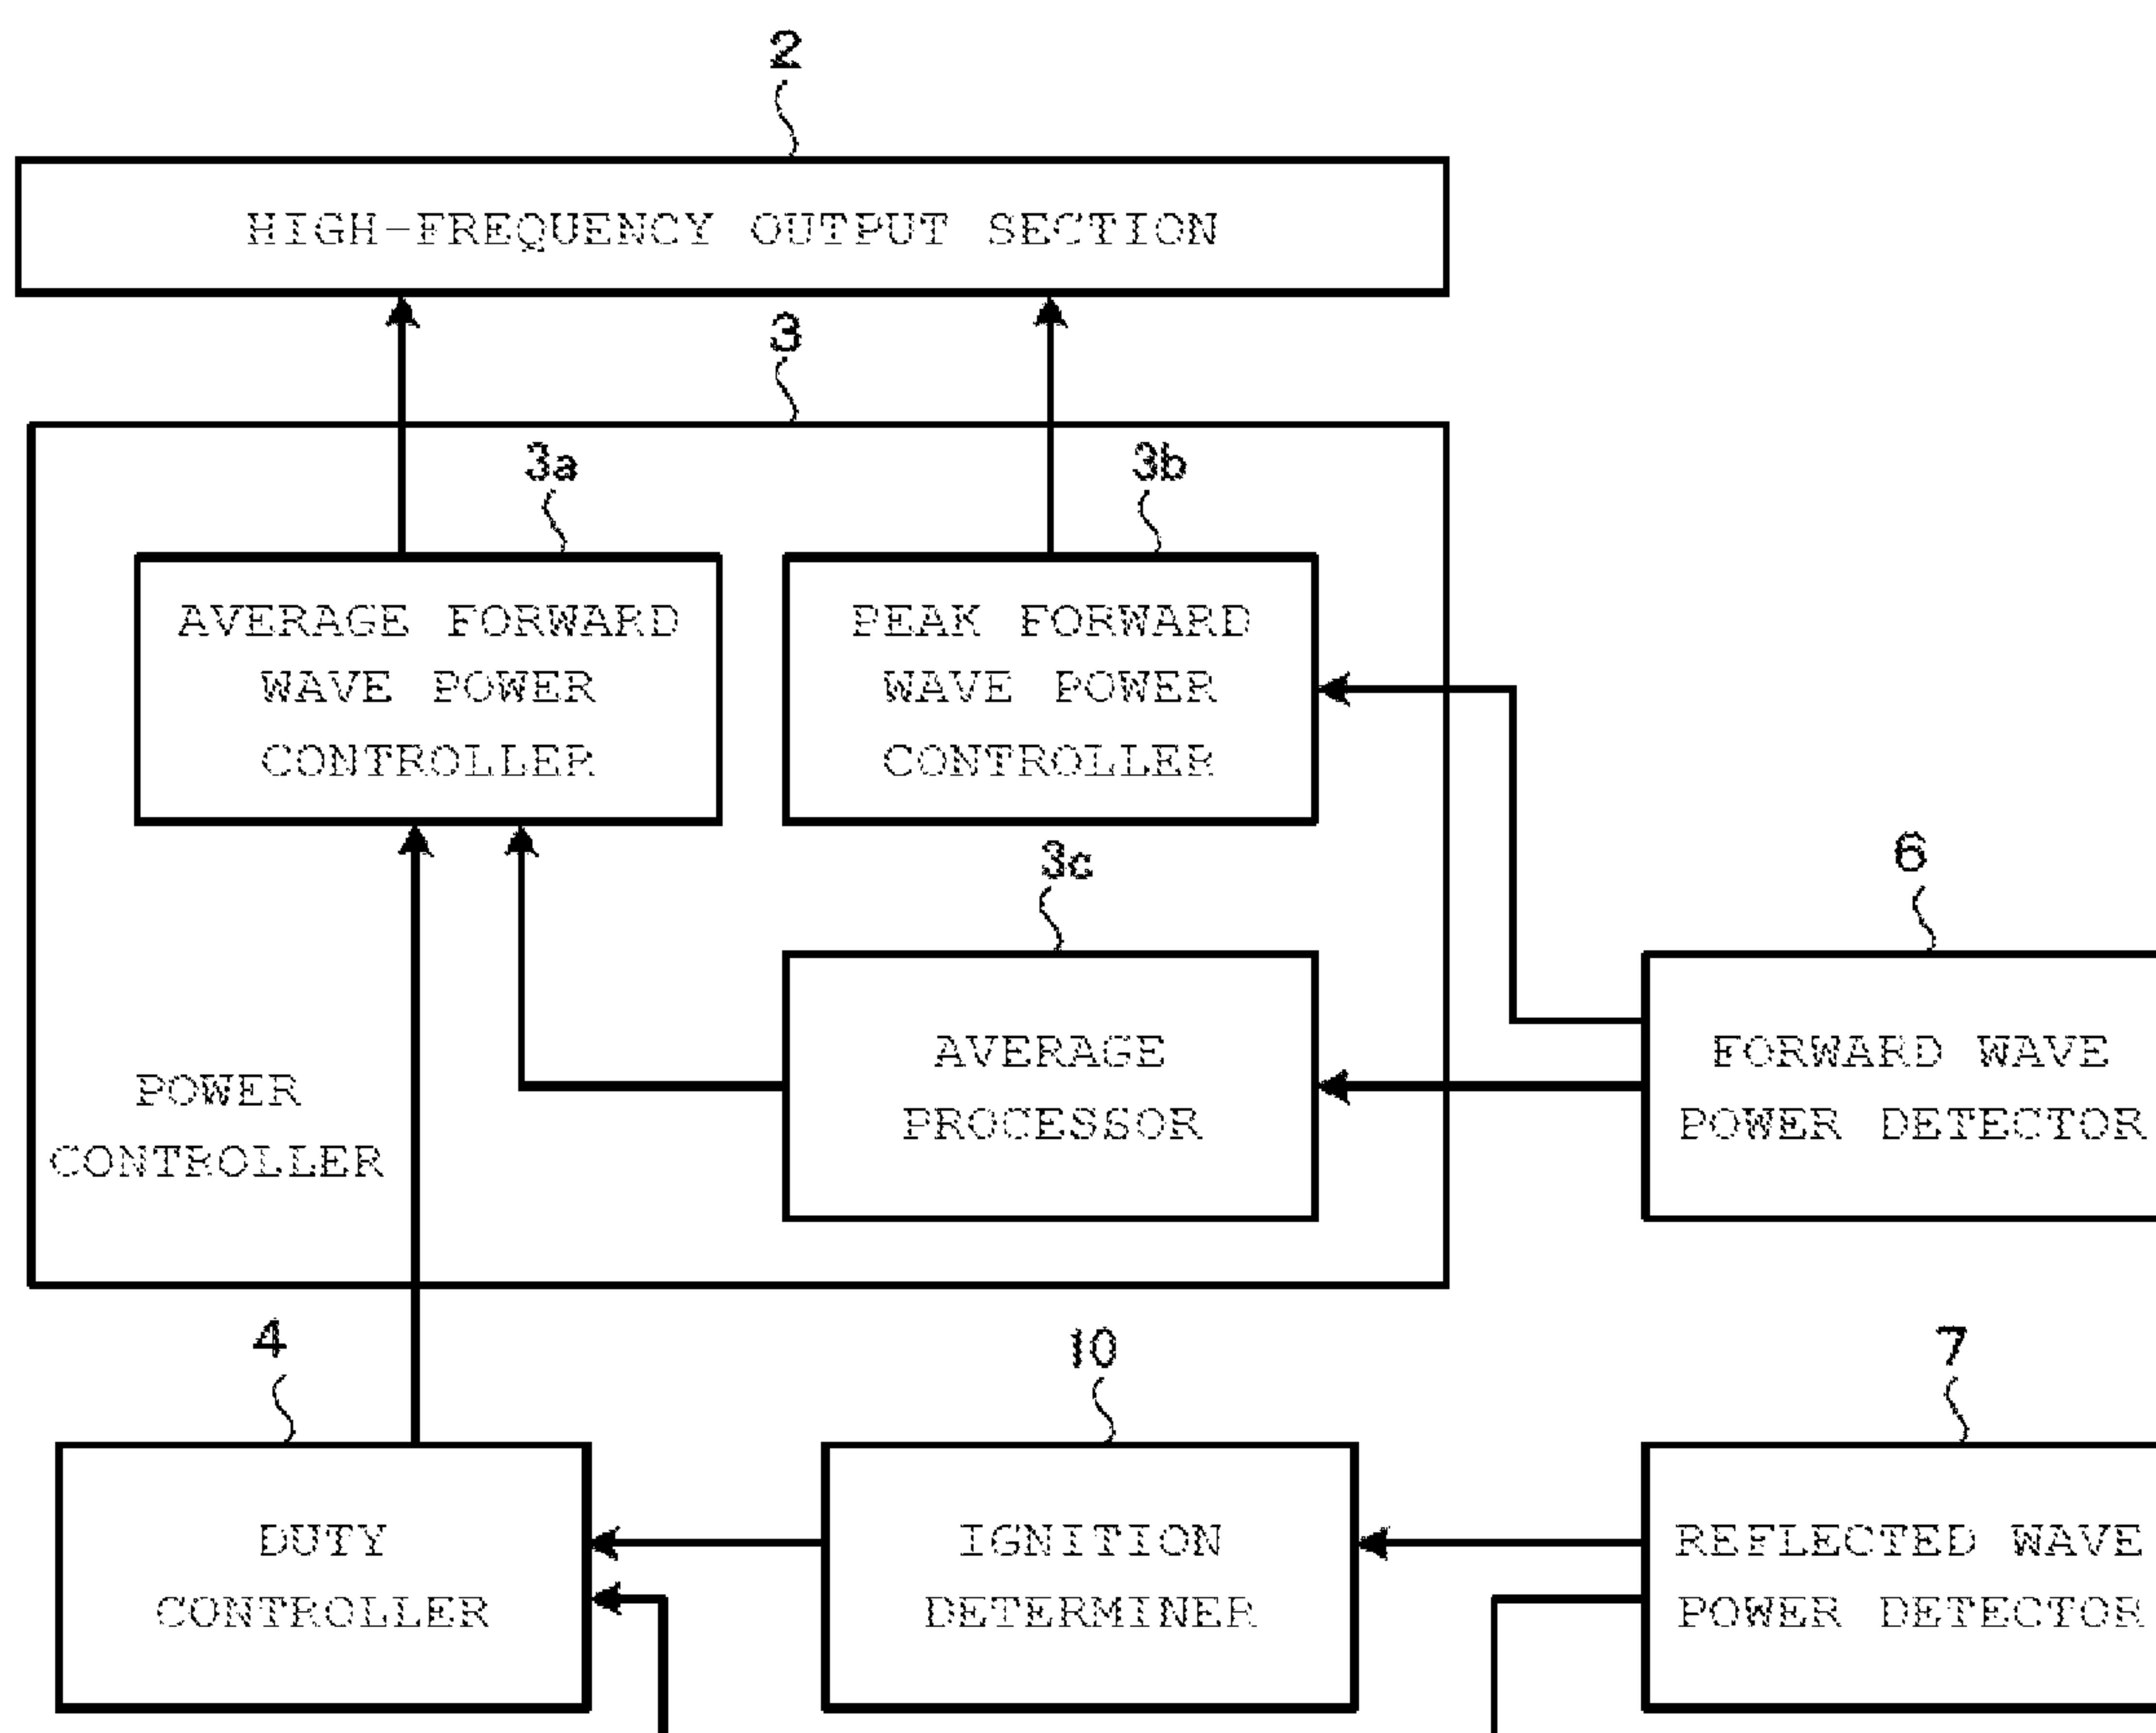 2
HIGH-FREQUENCY OUTPUT SECTION
3
3a
3b
AVERAGE FORWARD
WAVE POWER
CONTROLLER
PEAK FORWARD
WAVE POWER
CONTROLLER
3c
6
AVERAGE
PROCESSOR
FORWARD WAVE
POWER DETECTOR
POWER
CONTROLLER
4
10
7
DUTY
CONTROLLER
IGNITION
DETERMINER
REFLECTED WAVE
POWER DETECTOR